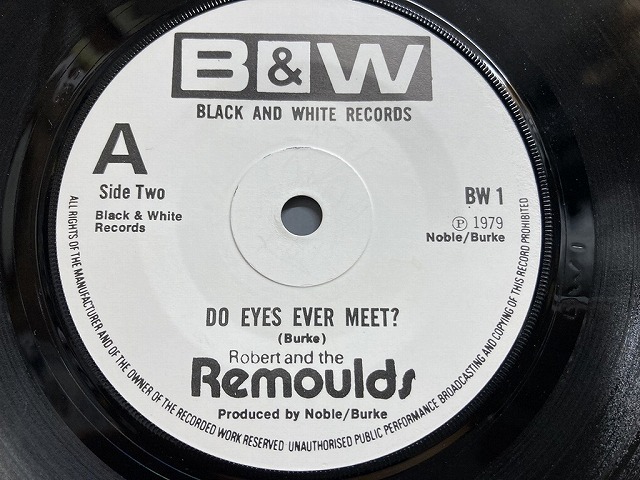 B&W
BLACK AND WHITE RECORDS
A
Side Two
Black & White
Records
BW 1
Ⓟ 1979
Noble/Burke
DO EYES EVER MEET?
(Burke)
Robert and the
Remoulds
Produced by Noble/Burke
ALL RIGHTS OF THE MANUFACTURER AND OF THE OWNER OF THE RECORDED WORK RESERVED UNAUTHORISED PUBLIC PERFORMANCE BROADCASTING AND COPYING OF THIS RECORD PROHIBITED